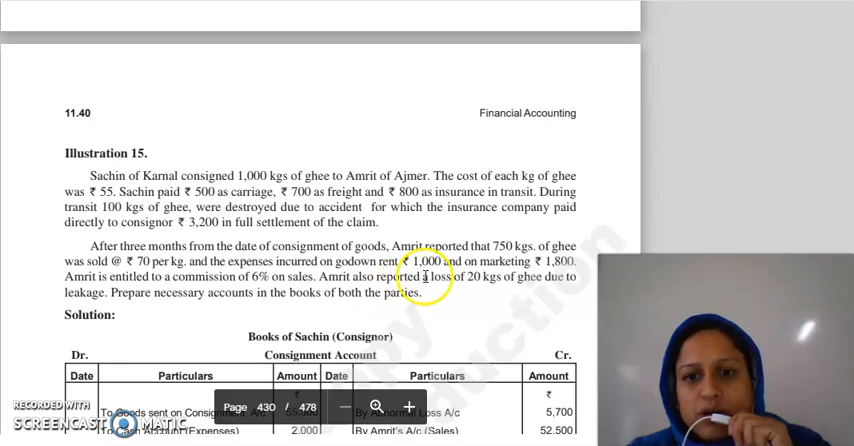 11.40
Financial Accounting
Illustration 15.
Sachin of Karnal consigned 1,000 kgs of ghee to Amrit of Ajmer. The cost of each kg of ghee
was ₹ 55. Sachin paid ₹ 500 as carriage, ₹ 700 as freight and ₹ 800 as insurance in transit. During
transit 100 kgs of ghee, were destroyed due to accident for which the insurance company paid
directly to consignor ₹ 3,200 in full settlement of the claim.
After three months from the date of consignment of goods, Amrit reported that 750 kgs. of ghee
was sold @ ₹ 70 per kg. and the expenses incurred on godown rent ₹ 1,000 and on marketing ₹ 1,800.
Amrit is entitled to a commission of 6% on sales. Amrit also reported a loss of 20 kgs of ghee due to
leakage. Prepare necessary accounts in the books of both the parties.
Solution:
Books of Sachin (Consignor)
Dr. Consignment Account Cr.
Date Particulars Amount Date Particulars Amount
₹ ₹
To Goods sent on Consignment A/c By Abnormal Loss A/c 5,700
To Cash Account (Expenses) 2,000 By Amrit's A/c (Sales) 52,500
Page 430 / 478
RECORDED WITH
SCREENCAST MATIC